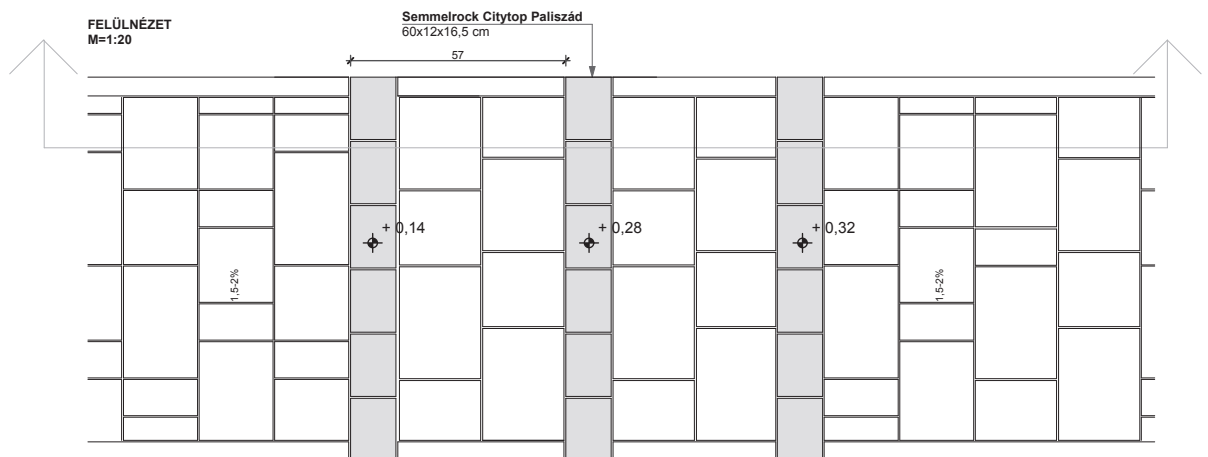 FELÜLNÉZET
M=1:20
Semmelrock Citytop Paliszád
60x12x16,5 cm
57
+ 0,14
+ 0,28
+ 0,32
1,5-2%
1,5-2%